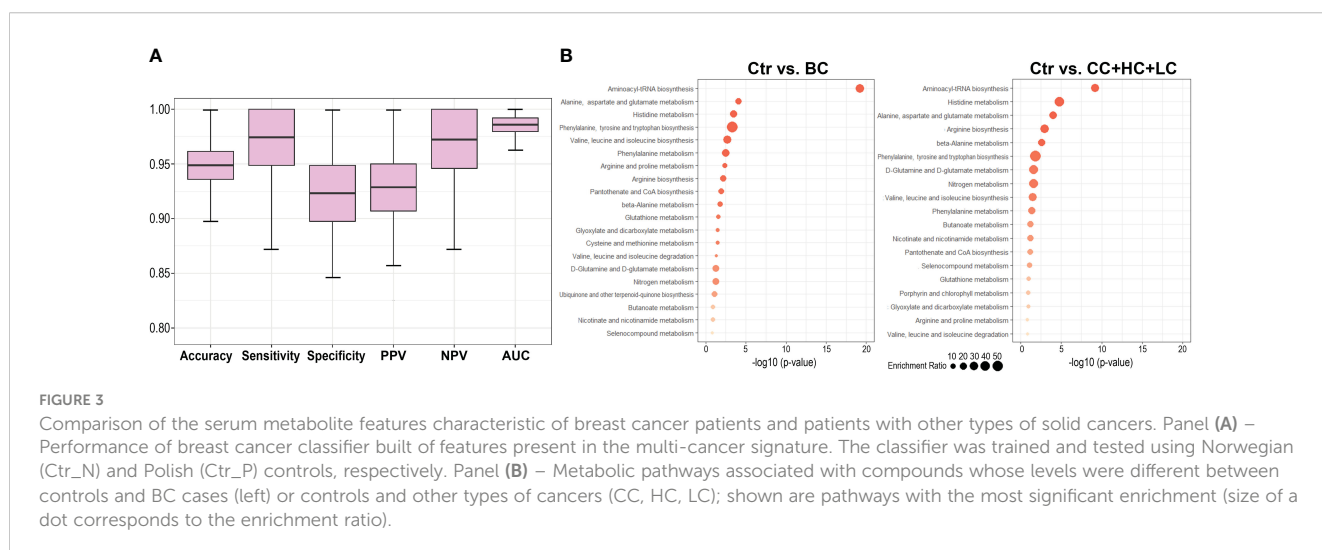 A
B
1.00
0.95
0.90
0.85
0.80
Accuracy Sensitivity Specificity PPV NPV AUC
Ctr vs. BC
Aminoacyl-tRNA biosynthesis
Alanine, aspartate and glutamate metabolism
Histidine metabolism
Phenylalanine, tyrosine and tryptophan biosynthesis
Valine, leucine and isoleucine biosynthesis
Phenylalanine metabolism
Arginine and proline metabolism
Arginine biosynthesis
Pantothenate and CoA biosynthesis
beta-Alanine metabolism
Glutathione metabolism
Glyoxylate and dicarboxylate metabolism
Cysteine and methionine metabolism
Valine, leucine and isoleucine degradation
D-Glutamine and D-glutamate metabolism
Nitrogen metabolism
Ubiquinone and other terpenoid-quinone biosynthesis
Butanoate metabolism
Nicotinate and nicotinamide metabolism
Selenocompound metabolism
0 5 10 15 20
-log10 (p-value)
Ctr vs. CC+HC+LC
Aminoacyl-tRNA biosynthesis
Histidine metabolism
Alanine, aspartate and glutamate metabolism
Arginine biosynthesis
beta-Alanine metabolism
Phenylalanine, tyrosine and tryptophan biosynthesis
D-Glutamine and D-glutamate metabolism
Nitrogen metabolism
Valine, leucine and isoleucine biosynthesis
Phenylalanine metabolism
Butanoate metabolism
Nicotinate and nicotinamide metabolism
Pantothenate and CoA biosynthesis
Selenocompound metabolism
Glutathione metabolism
Porphyrin and chlorophyll metabolism
Glyoxylate and dicarboxylate metabolism
Arginine and proline metabolism
Valine, leucine and isoleucine degradation
0 5 10 15 20
-log10 (p-value)
10 20 30 40 50
Enrichment Ratio
FIGURE 3
Comparison of the serum metabolite features characteristic of breast cancer patients and patients with other types of solid cancers. Panel (A) –
Performance of breast cancer classifier built of features present in the multi-cancer signature. The classifier was trained and tested using Norwegian
(Ctr_N) and Polish (Ctr_P) controls, respectively. Panel (B) – Metabolic pathways associated with compounds whose levels were different between
controls and BC cases (left) or controls and other types of cancers (CC, HC, LC); shown are pathways with the most significant enrichment (size of a
dot corresponds to the enrichment ratio).